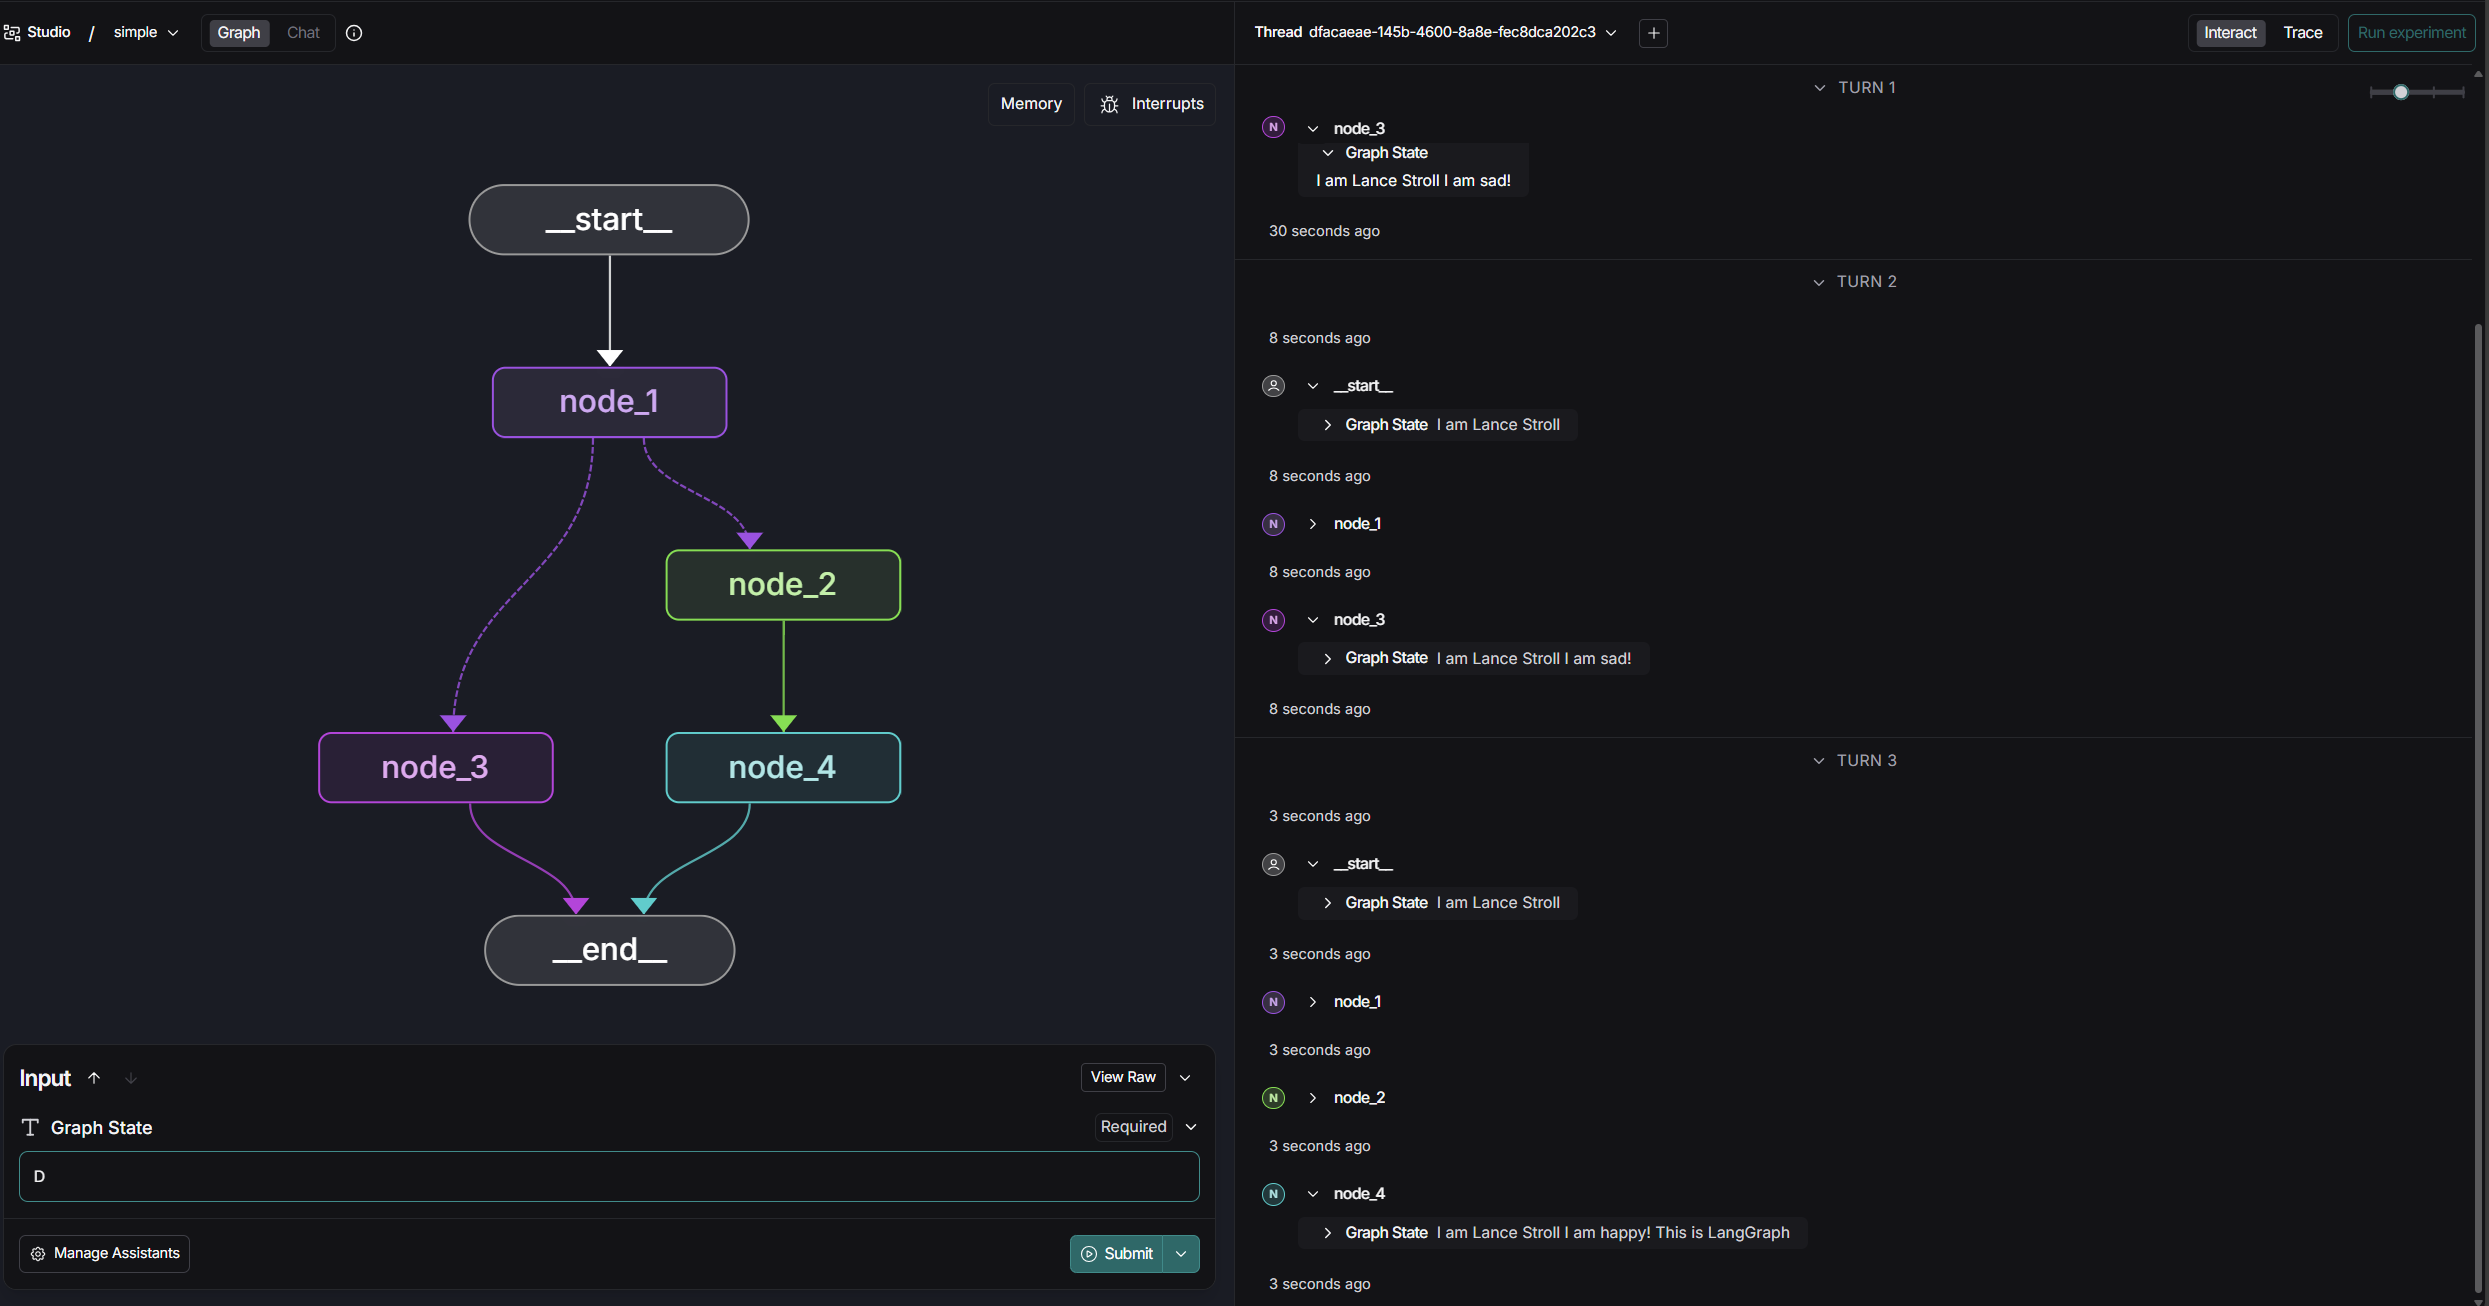 Studio / simple Graph Chat
Memory Interrupts
__start__
node_1
node_2
node_3 node_4
__end__
Input View Raw
Graph State Required
D
Manage Assistants Submit
Thread dfacaeae-145b-4600-8a8e-fec8dca202c3 + Interact Trace Run experiment
TURN 1
N node_3
Graph State
I am Lance Stroll I am sad!
30 seconds ago
TURN 2
8 seconds ago
__start__
Graph State I am Lance Stroll
8 seconds ago
N node_1
8 seconds ago
N node_3
Graph State I am Lance Stroll I am sad!
8 seconds ago
TURN 3
3 seconds ago
__start__
Graph State I am Lance Stroll
3 seconds ago
N node_1
3 seconds ago
N node_2
3 seconds ago
N node_4
Graph State I am Lance Stroll I am happy! This is LangGraph
3 seconds ago